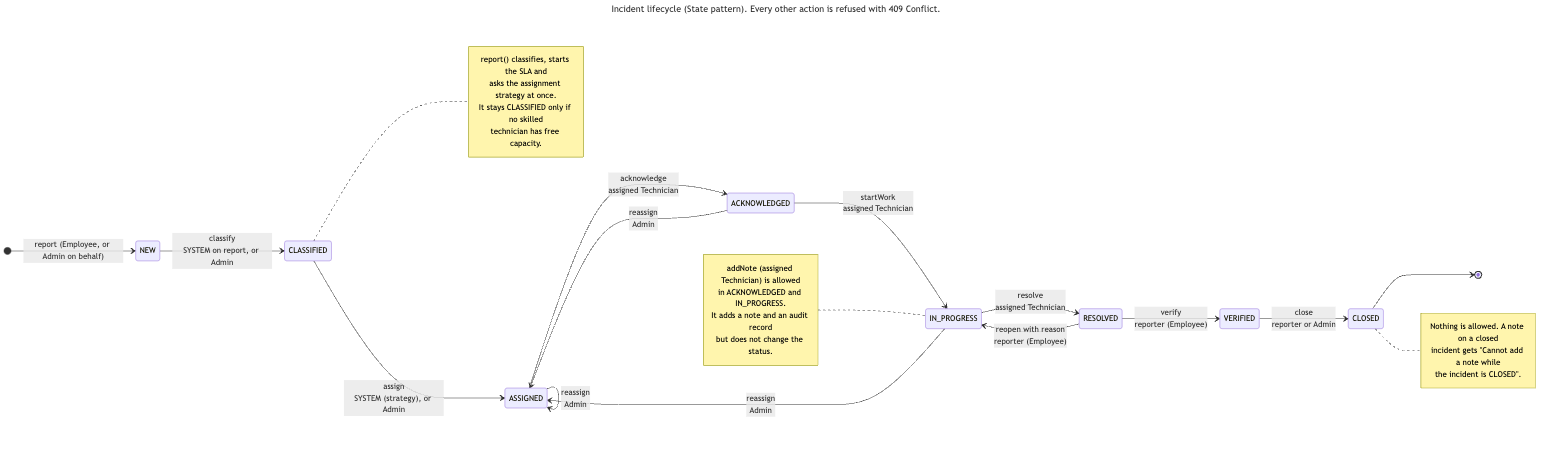 Incident lifecycle (State pattern). Every other action is refused with 409 Conflict.
report() classifies, starts
the SLA and
asks the assignment
strategy at once.
It stays CLASSIFIED only if
no skilled
technician has free
capacity.
acknowledge
assigned Technician
ACKNOWLEDGED
startWork
assigned Technician
reassign
Admin
report (Employee, or
Admin on behalf)
NEW
classify
SYSTEM on report, or
Admin
CLASSIFIED
addNote (assigned
Technician) is allowed
in ACKNOWLEDGED and
IN_PROGRESS.
It adds a note and an audit
record
but does not change the
status.
IN_PROGRESS
resolve
assigned Technician
reopen with reason
reporter (Employee)
RESOLVED
verify
reporter (Employee)
VERIFIED
close
reporter or Admin
CLOSED
Nothing is allowed. A note
on a closed
incident gets "Cannot add
a note while
the incident is CLOSED".
assign
SYSTEM (strategy), or
Admin
ASSIGNED
reassign
Admin
reassign
Admin